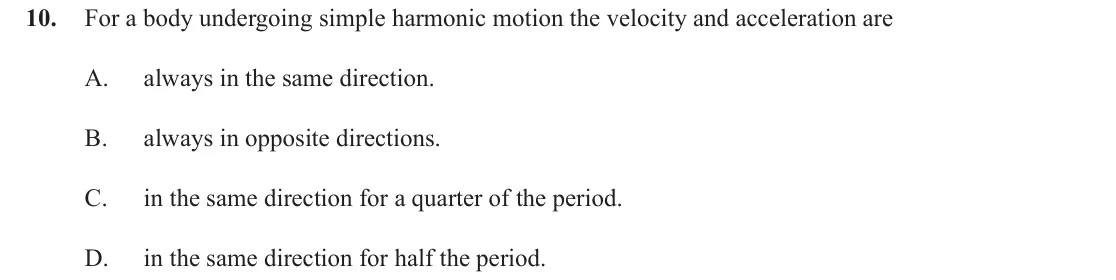 10. For a body undergoing simple harmonic motion the velocity and acceleration are
A. always in the same direction.
B. always in opposite directions.
C. in the same direction for a quarter of the period.
D. in the same direction for half the period.